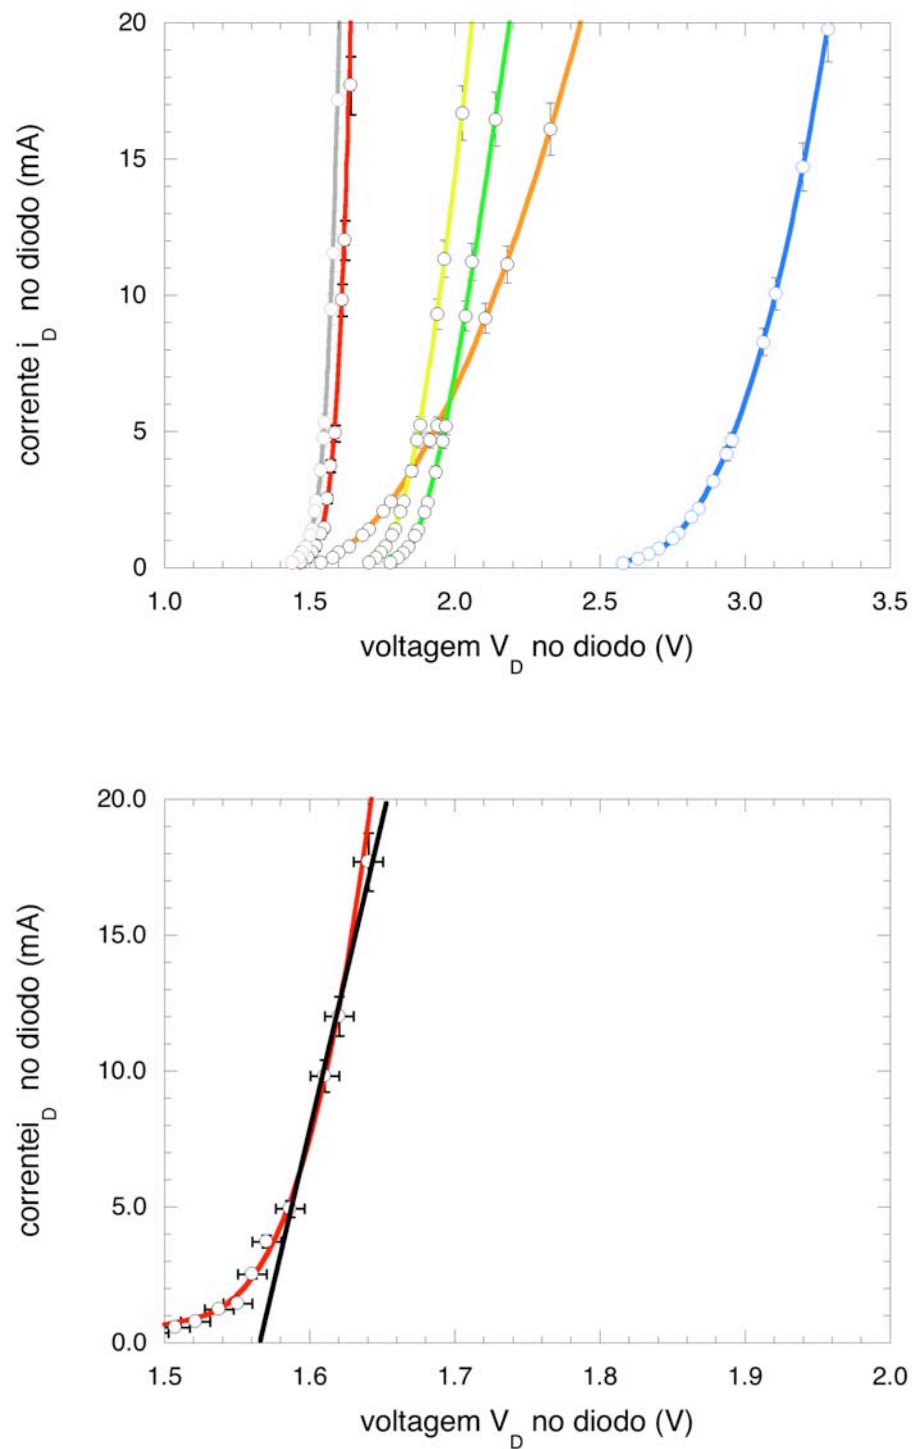 20
15
10
5
0
corrente i_D no diodo (mA)
1.0 1.5 2.0 2.5 3.0 3.5
voltagem V_D no diodo (V)
20.0
15.0
10.0
5.0
0.0
correntei_D no diodo (mA)
1.5 1.6 1.7 1.8 1.9 2.0
voltagem V_D no diodo (V)